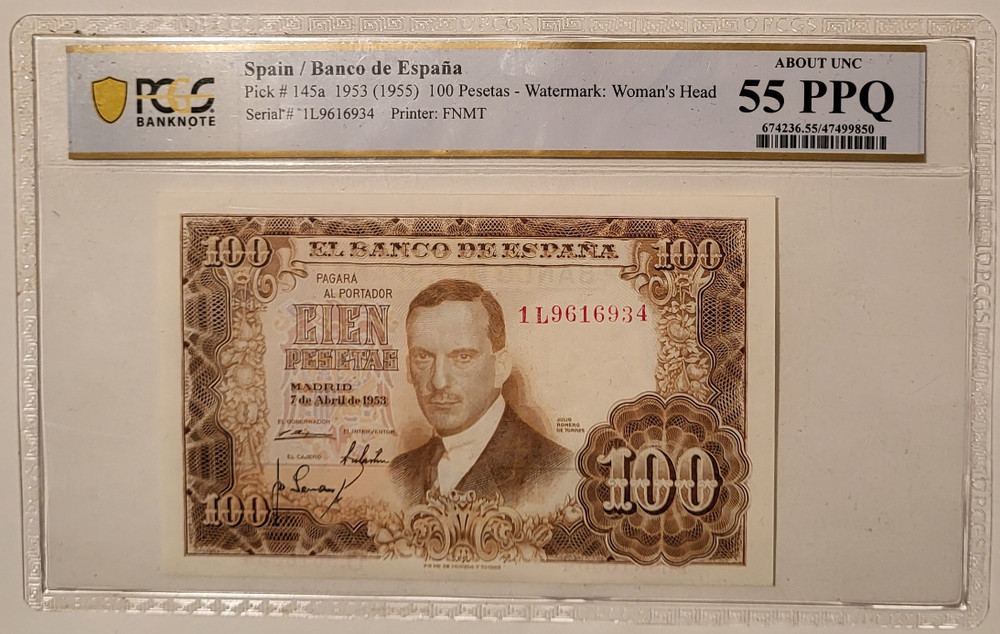 PCGS
BANKNOTE
Spain / Banco de España
Pick # 145a 1953 (1955) 100 Pesetas - Watermark: Woman's Head
Serial # 1L9616934 Printer: FNMT
ABOUT UNC
55 PPQ
674236.55/47499850
100 EL BANCO DE ESPAÑA 100
PAGARÁ
AL PORTADOR
CIEN
PESETAS
1L9616934
MADRID
7 de Abril de 1953
EL GOBERNADOR
EL INTERVENTOR
EL CAJERO
JULIO
ROMERO
DE TORRES
100
100